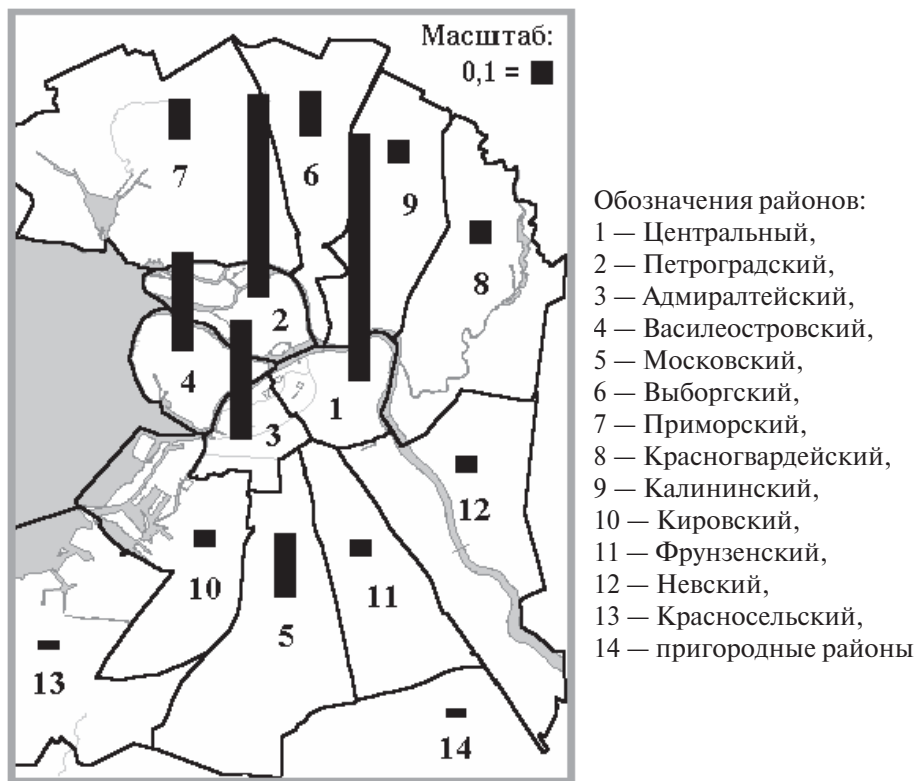 Масштаб:
0,1 =
7
6
9
8
2
4
1
3
12
10
11
5
13
14
Обозначения районов:
1 — Центральный,
2 — Петроградский,
3 — Адмиралтейский,
4 — Василеостровский,
5 — Московский,
6 — Выборгский,
7 — Приморский,
8 — Красногвардейский,
9 — Калининский,
10 — Кировский,
11 — Фрунзенский,
12 — Невский,
13 — Красносельский,
14 — пригородные районы